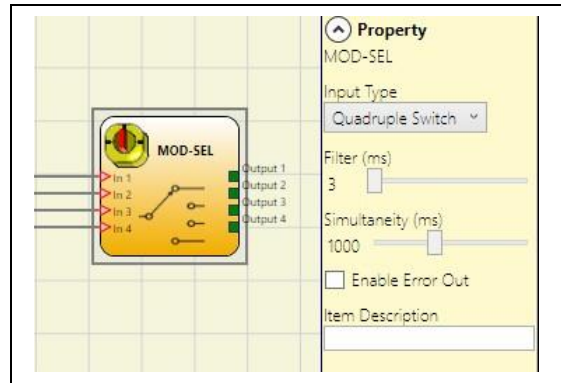 MOD-SEL
In 1
In 2
In 3
In 4
Output 1
Output 2
Output 3
Output 4
Property
MOD-SEL
Input Type
Quadruple Switch
Filter (ms)
3
Simultaneity (ms)
1000
Enable Error Out
Item Description